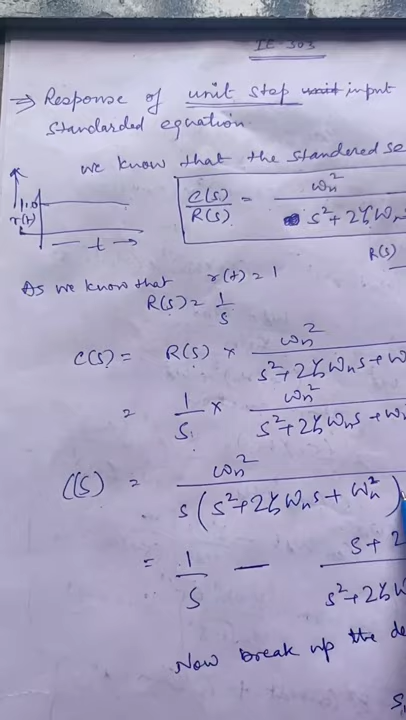 IE-303
⇒ Response of unit step unit input
standarded equation.
we know that the standered se
1.0
r(t)
t
C(s)/R(s) = ωn²/s²+2ζωn
R(s)
As we know that r(t) = 1
R(s) = 1/s
C(s) = R(s) × ωn²/s²+2ζωns+ω
= 1/s × ωn²/s²+2ζωns+ωn
C(s) = ωn²/s(s²+2ζωns+ωn²)
= 1/s — s+2/s²+2ζω
Now break up the de
s